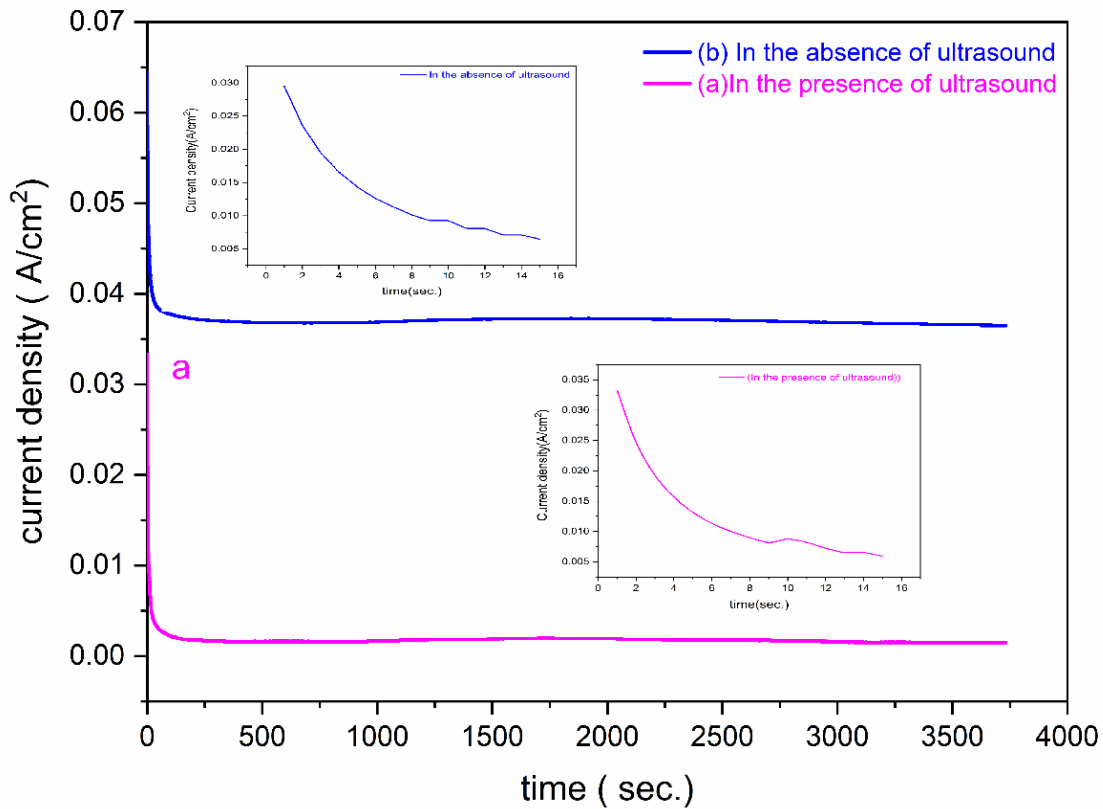 (b) In the absence of ultrasound
(a)In the presence of ultrasound
current density ( A/cm²)
0.07
0.06
0.05
0.04
0.03
0.02
0.01
0.00
0 500 1000 1500 2000 2500 3000 3500 4000
time ( sec.)
a
In the absence of ultrasound
Current density(A/cm²)
0.030
0.025
0.020
0.015
0.010
0.005
0 2 4 6 8 10 12 14 16
time(sec.)
(In the presence of ultrasound))
Current density(A/cm²)
0.035
0.030
0.025
0.020
0.015
0.010
0.005
0 2 4 6 8 10 12 14 16
time(sec.)